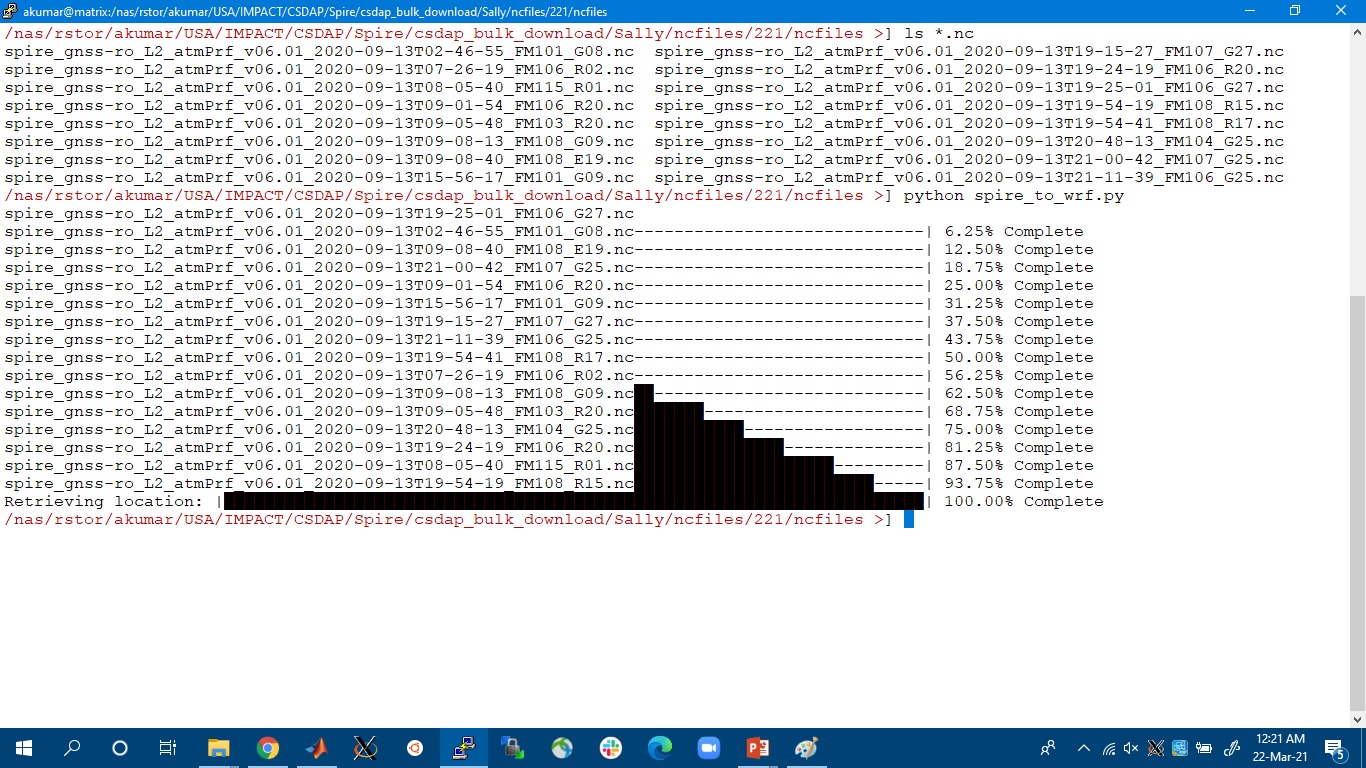 akumar@matrix:/nas/rstor/akumar/USA/IMPACT/CSDAP/Spire/csdap_bulk_download/Sally/ncfiles/221/ncfiles
/nas/rstor/akumar/USA/IMPACT/CSDAP/Spire/csdap_bulk_download/Sally/ncfiles/221/ncfiles >] ls *.nc
spire_gnss-ro_L2_atmPrf_v06.01_2020-09-13T02-46-55_FM101_G08.nc  spire_gnss-ro_L2_atmPrf_v06.01_2020-09-13T19-15-27_FM107_G27.nc
spire_gnss-ro_L2_atmPrf_v06.01_2020-09-13T07-26-19_FM106_R02.nc  spire_gnss-ro_L2_atmPrf_v06.01_2020-09-13T19-24-19_FM106_R20.nc
spire_gnss-ro_L2_atmPrf_v06.01_2020-09-13T08-05-40_FM115_R01.nc  spire_gnss-ro_L2_atmPrf_v06.01_2020-09-13T19-25-01_FM106_G27.nc
spire_gnss-ro_L2_atmPrf_v06.01_2020-09-13T09-01-54_FM106_R20.nc  spire_gnss-ro_L2_atmPrf_v06.01_2020-09-13T19-54-19_FM108_R15.nc
spire_gnss-ro_L2_atmPrf_v06.01_2020-09-13T09-05-48_FM103_R20.nc  spire_gnss-ro_L2_atmPrf_v06.01_2020-09-13T19-54-41_FM108_R17.nc
spire_gnss-ro_L2_atmPrf_v06.01_2020-09-13T09-08-13_FM108_G09.nc  spire_gnss-ro_L2_atmPrf_v06.01_2020-09-13T20-48-13_FM104_G25.nc
spire_gnss-ro_L2_atmPrf_v06.01_2020-09-13T09-08-40_FM108_E19.nc  spire_gnss-ro_L2_atmPrf_v06.01_2020-09-13T21-00-42_FM107_G25.nc
spire_gnss-ro_L2_atmPrf_v06.01_2020-09-13T15-56-17_FM101_G09.nc  spire_gnss-ro_L2_atmPrf_v06.01_2020-09-13T21-11-39_FM106_G25.nc
/nas/rstor/akumar/USA/IMPACT/CSDAP/Spire/csdap_bulk_download/Sally/ncfiles/221/ncfiles >] python spire_to_wrf.py
spire_gnss-ro_L2_atmPrf_v06.01_2020-09-13T19-25-01_FM106_G27.nc
spire_gnss-ro_L2_atmPrf_v06.01_2020-09-13T02-46-55_FM101_G08.nc-----------------------------| 6.25% Complete
spire_gnss-ro_L2_atmPrf_v06.01_2020-09-13T09-08-40_FM108_E19.nc-----------------------------| 12.50% Complete
spire_gnss-ro_L2_atmPrf_v06.01_2020-09-13T21-00-42_FM107_G25.nc-----------------------------| 18.75% Complete
spire_gnss-ro_L2_atmPrf_v06.01_2020-09-13T09-01-54_FM106_R20.nc-----------------------------| 25.00% Complete
spire_gnss-ro_L2_atmPrf_v06.01_2020-09-13T15-56-17_FM101_G09.nc-----------------------------| 31.25% Complete
spire_gnss-ro_L2_atmPrf_v06.01_2020-09-13T19-15-27_FM107_G27.nc-----------------------------| 37.50% Complete
spire_gnss-ro_L2_atmPrf_v06.01_2020-09-13T21-11-39_FM106_G25.nc-----------------------------| 43.75% Complete
spire_gnss-ro_L2_atmPrf_v06.01_2020-09-13T19-54-41_FM108_R17.nc-----------------------------| 50.00% Complete
spire_gnss-ro_L2_atmPrf_v06.01_2020-09-13T07-26-19_FM106_R02.nc-----------------------------| 56.25% Complete
spire_gnss-ro_L2_atmPrf_v06.01_2020-09-13T09-08-13_FM108_G09.nc██---------------------------| 62.50% Complete
spire_gnss-ro_L2_atmPrf_v06.01_2020-09-13T09-05-48_FM103_R20.nc███████----------------------| 68.75% Complete
spire_gnss-ro_L2_atmPrf_v06.01_2020-09-13T20-48-13_FM104_G25.nc███████████------------------| 75.00% Complete
spire_gnss-ro_L2_atmPrf_v06.01_2020-09-13T19-24-19_FM106_R20.nc███████████████--------------| 81.25% Complete
spire_gnss-ro_L2_atmPrf_v06.01_2020-09-13T08-05-40_FM115_R01.nc████████████████████---------| 87.50% Complete
spire_gnss-ro_L2_atmPrf_v06.01_2020-09-13T19-54-19_FM108_R15.nc████████████████████████-----| 93.75% Complete
Retrieving location: |██████████████████████████████████████████████████████████████████████| 100.00% Complete
/nas/rstor/akumar/USA/IMPACT/CSDAP/Spire/csdap_bulk_download/Sally/ncfiles/221/ncfiles >]
12:21 AM
22-Mar-21
5